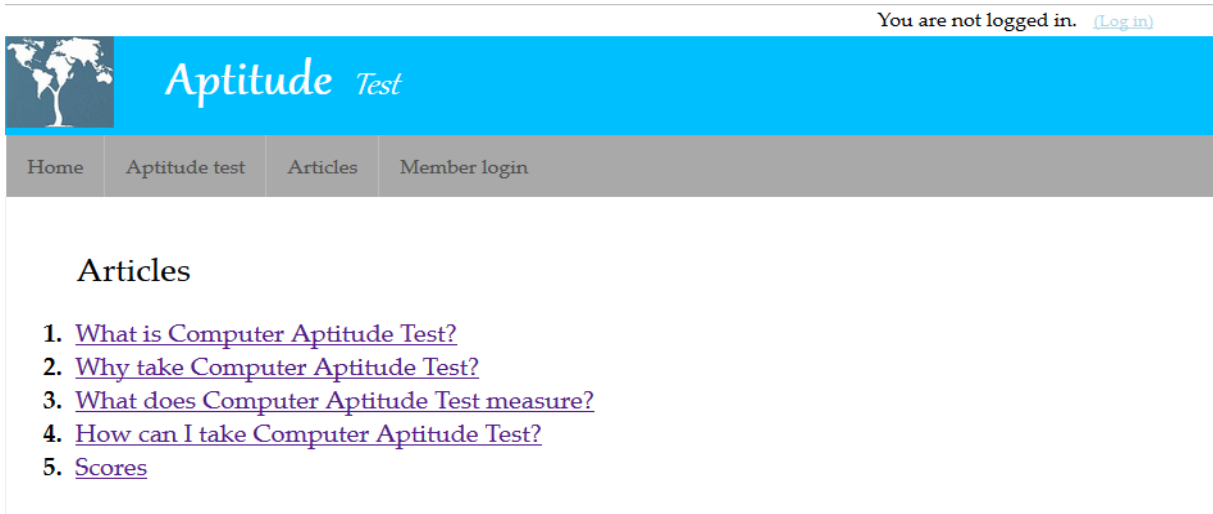 You are not logged in. (Log in)
Aptitude Test
Home Aptitude test Articles Member login
Articles
1. What is Computer Aptitude Test?
2. Why take Computer Aptitude Test?
3. What does Computer Aptitude Test measure?
4. How can I take Computer Aptitude Test?
5. Scores